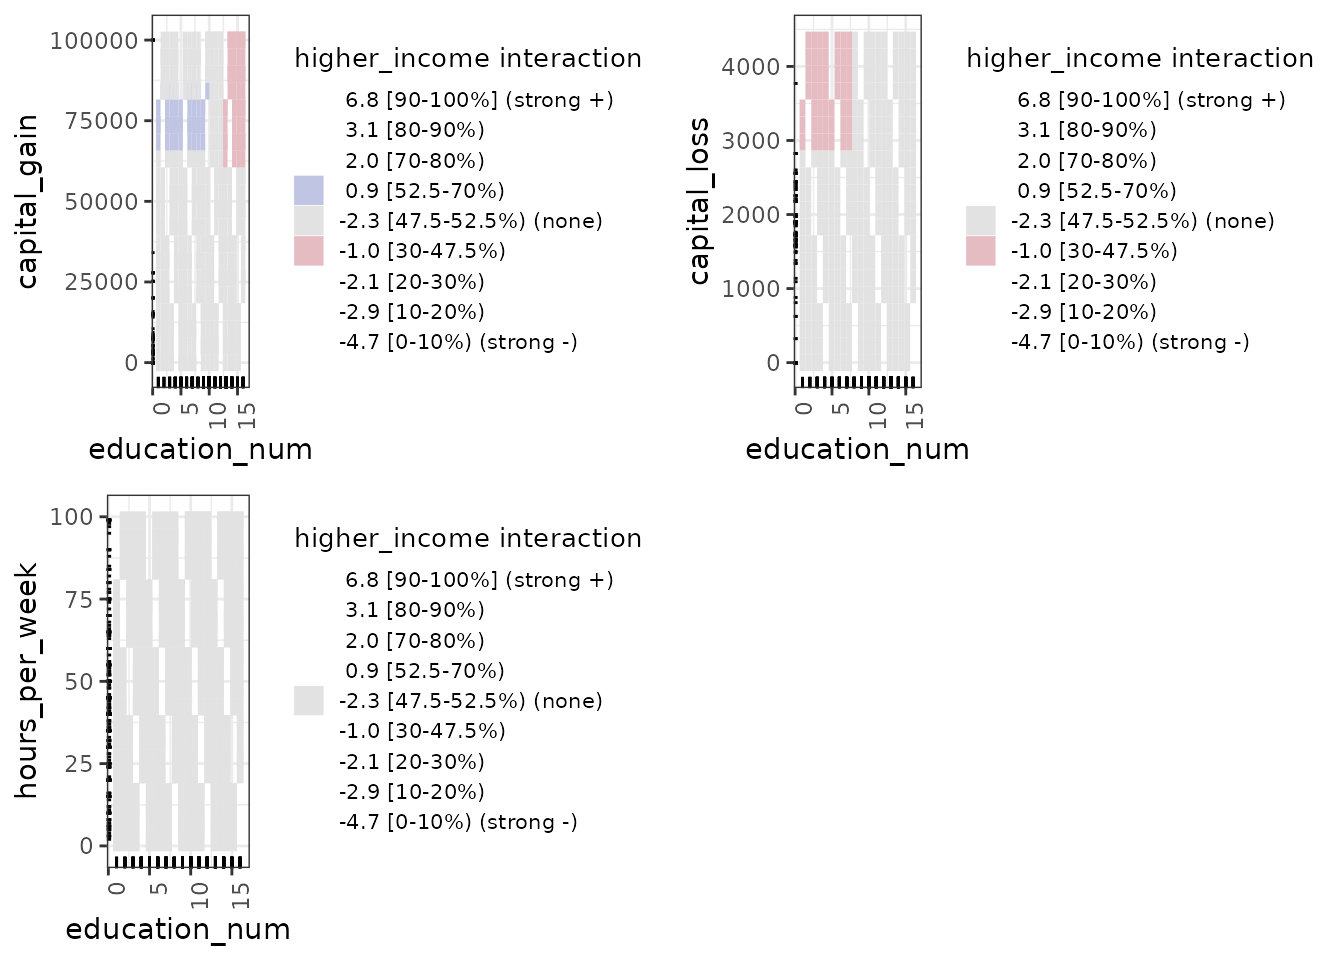 higher_income interaction
6.8 [90-100%] (strong +)
3.1 [80-90%)
2.0 [70-80%)
0.9 [52.5-70%)
-2.3 [47.5-52.5%) (none)
-1.0 [30-47.5%)
-2.1 [20-30%)
-2.9 [10-20%)
-4.7 [0-10%) (strong -)
capital_gain
100000
75000
50000
25000
0
0 5 10 15
education_num
higher_income interaction
6.8 [90-100%] (strong +)
3.1 [80-90%)
2.0 [70-80%)
0.9 [52.5-70%)
-2.3 [47.5-52.5%) (none)
-1.0 [30-47.5%)
-2.1 [20-30%)
-2.9 [10-20%)
-4.7 [0-10%) (strong -)
capital_loss
4000
3000
2000
1000
0
0 5 10 15
education_num
higher_income interaction
6.8 [90-100%] (strong +)
3.1 [80-90%)
2.0 [70-80%)
0.9 [52.5-70%)
-2.3 [47.5-52.5%) (none)
-1.0 [30-47.5%)
-2.1 [20-30%)
-2.9 [10-20%)
-4.7 [0-10%) (strong -)
hours_per_week
100
75
50
25
0
0 5 10 15
education_num